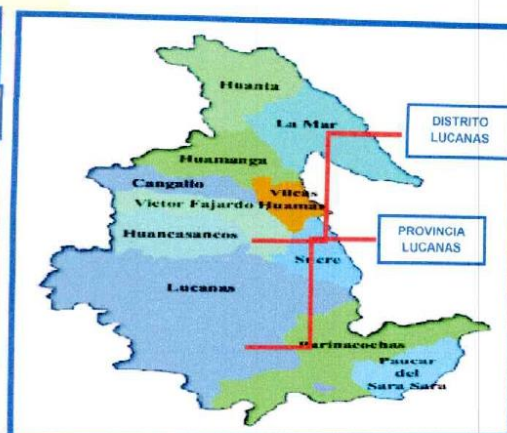 Huanta
La Mar
DISTRITO
LUCANAS
Huamanga
Cangallo
Vilcas
Huaman
Victor Fajardo
Huancasancos
PROVINCIA
LUCANAS
Sucre
Lucanas
Parinacochas
Paucar
del
Sara Sara